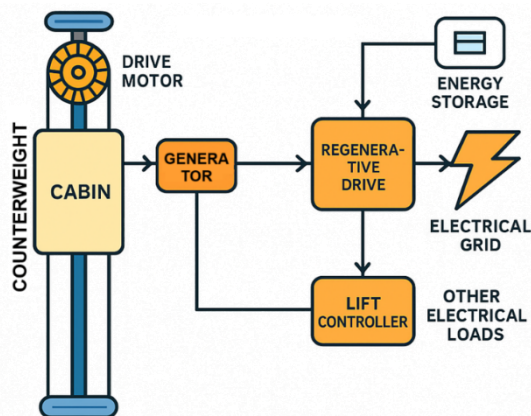 DRIVE
MOTOR
COUNTERWEIGHT
CABIN
GENERA
TOR
REGENERA-
TIVE
DRIVE
ENERGY
STORAGE
ELECTRICAL
GRID
LIFT
CONTROLLER
OTHER
ELECTRICAL
LOADS